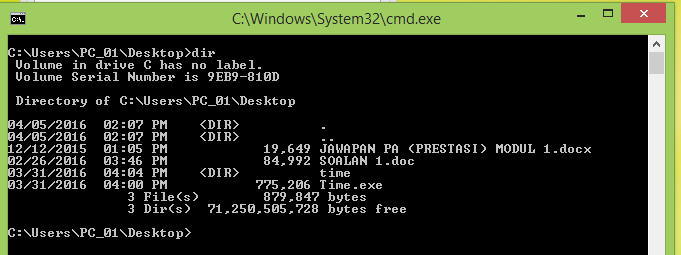 C:\Windows\System32\cmd.exe
C:\Users\PC_01\Desktop>dir
 Volume in drive C has no label.
 Volume Serial Number is 9EB9-810D
 Directory of C:\Users\PC_01\Desktop
04/05/2016  02:07 PM    <DIR>          .
04/05/2016  02:07 PM    <DIR>          ..
12/12/2015  01:05 PM            19,649 JAWAPAN PA (PRESTASI) MODUL 1.docx
02/26/2016  03:46 PM            84,992 SOALAN 1.doc
03/31/2016  04:04 PM    <DIR>          time
03/31/2016  04:00 PM           775,206 Time.exe
               3 File(s)        879,847 bytes
               3 Dir(s)  71,250,505,728 bytes free
C:\Users\PC_01\Desktop>